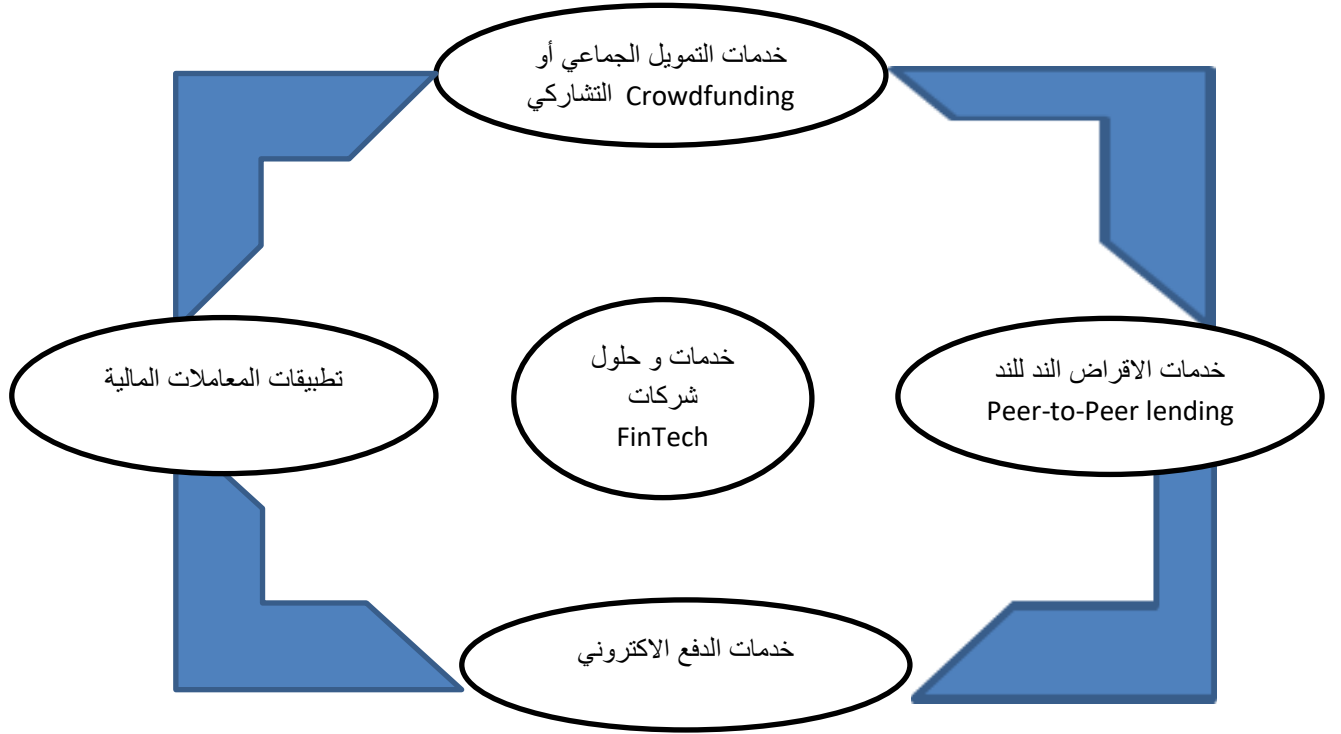 خدمات التمويل الجماعي أو
التشاركي Crowdfunding
خدمات الاقراض الند للند
Peer-to-Peer lending
خدمات و حلول
شركات
FinTech
تطبيقات المعاملات المالية
خدمات الدفع الاكتروني